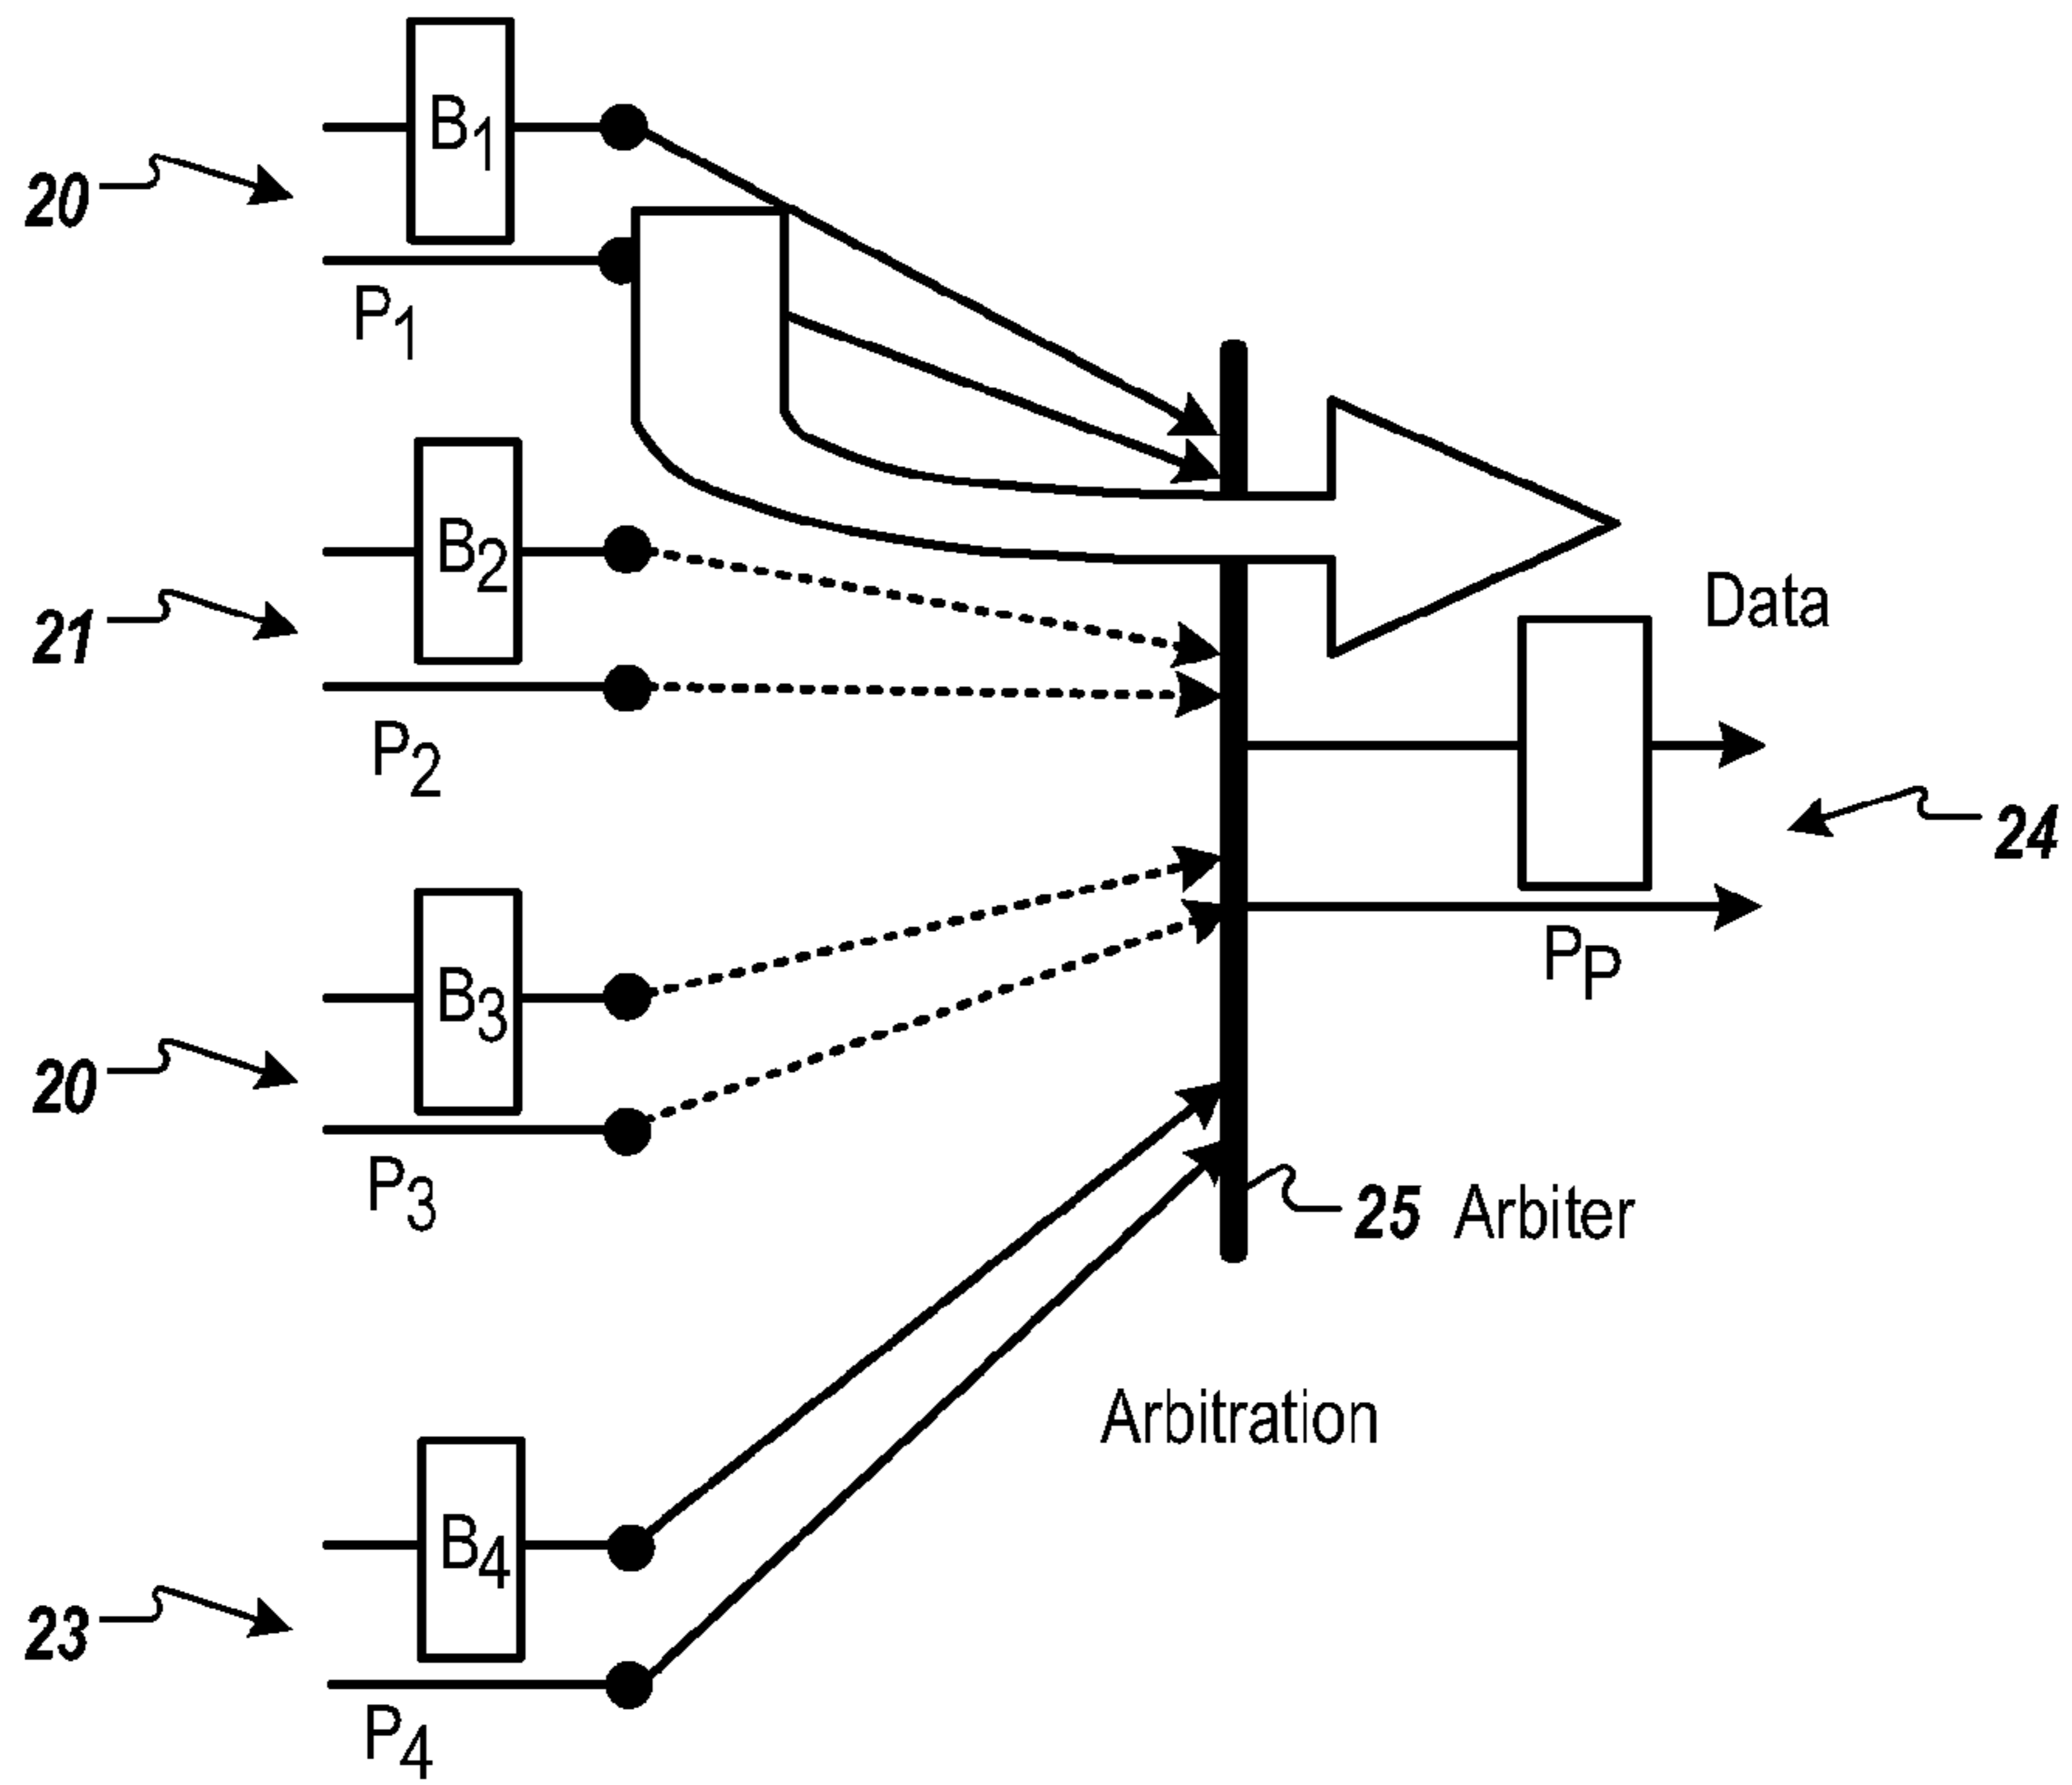 B1
20
P1
B2
21
P2
Data
24
PP
B3
20
P3
25 Arbiter
Arbitration
B4
23
P4